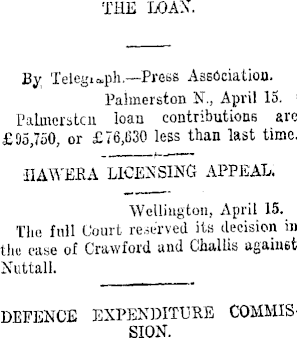 THE LOAN.
By Telegraph.—Press Association.
Palmerston N., April 15.
Palmerston loan contributions are
£95,750, or £76,630 less than last time.
HAWERA LICENSING APPEAL.
Wellington, April 15.
The full Court reserved its decision in
the case of Crawford and Challis against
Nuttall.
DEFENCE EXPENDITURE COMMIS-
SION.